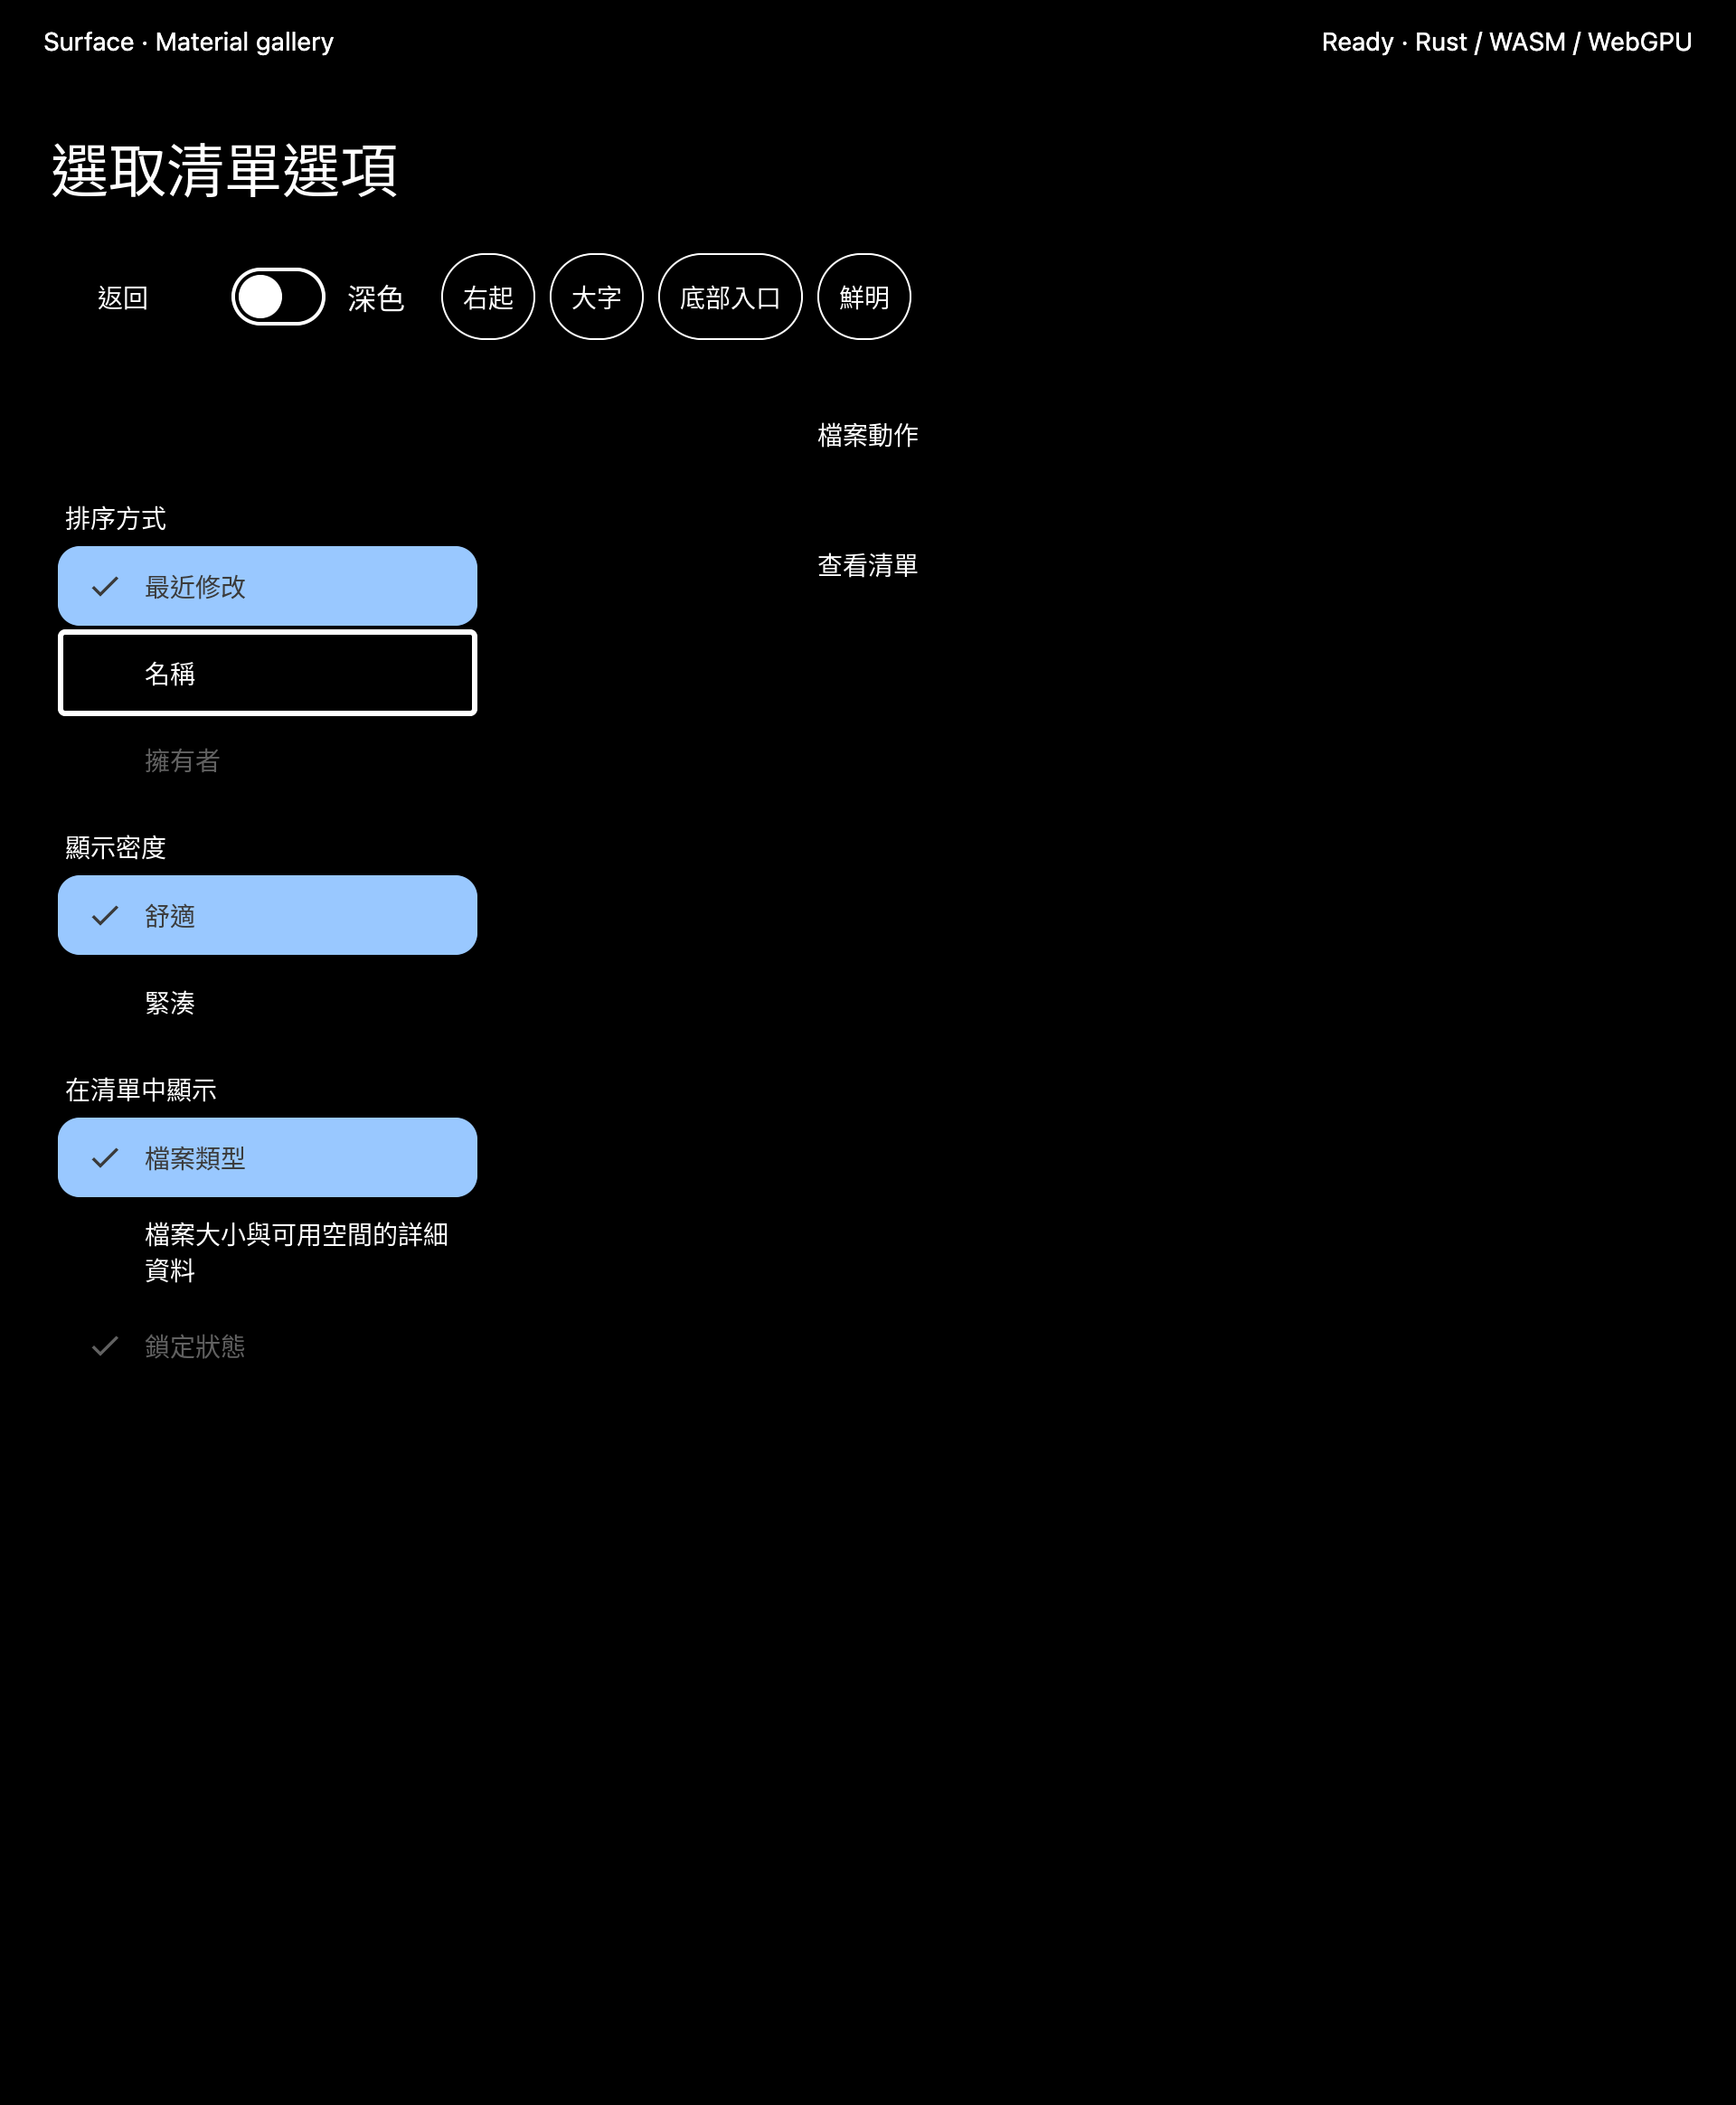 Surface · Material gallery
Ready · Rust / WASM / WebGPU
選取清單選項
返回
深色
右起
大字
底部入口
鮮明
檔案動作
排序方式
查看清單
最近修改
名稱
擁有者
顯示密度
舒適
緊湊
在清單中顯示
檔案類型
檔案大小與可用空間的詳細
資料
鎖定狀態